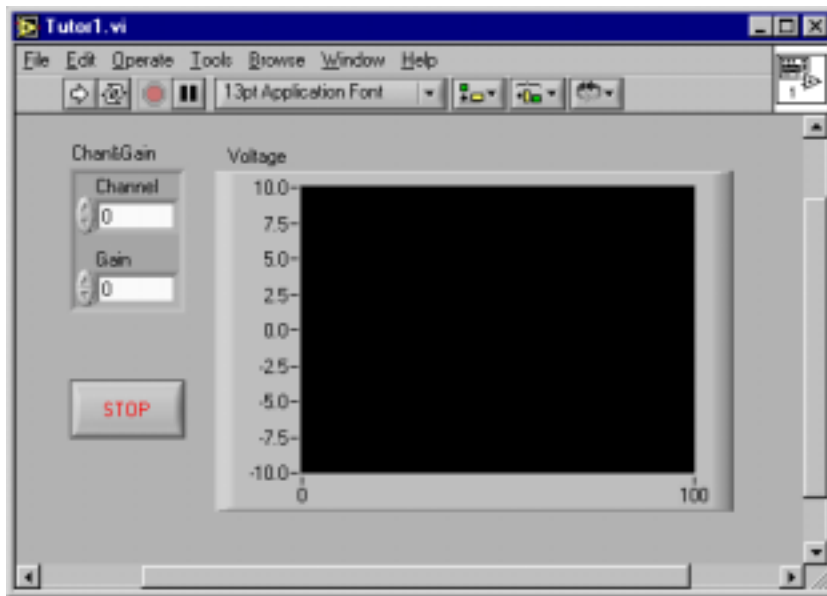 Tutor1.vi
File Edit Operate Tools Browse Window Help
13pt Application Font
1
Chan&Gain
Channel
0
Gain
0
STOP
Voltage
10.0
7.5
5.0
2.5
0.0
-2.5
-5.0
-7.5
-10.0
0 100